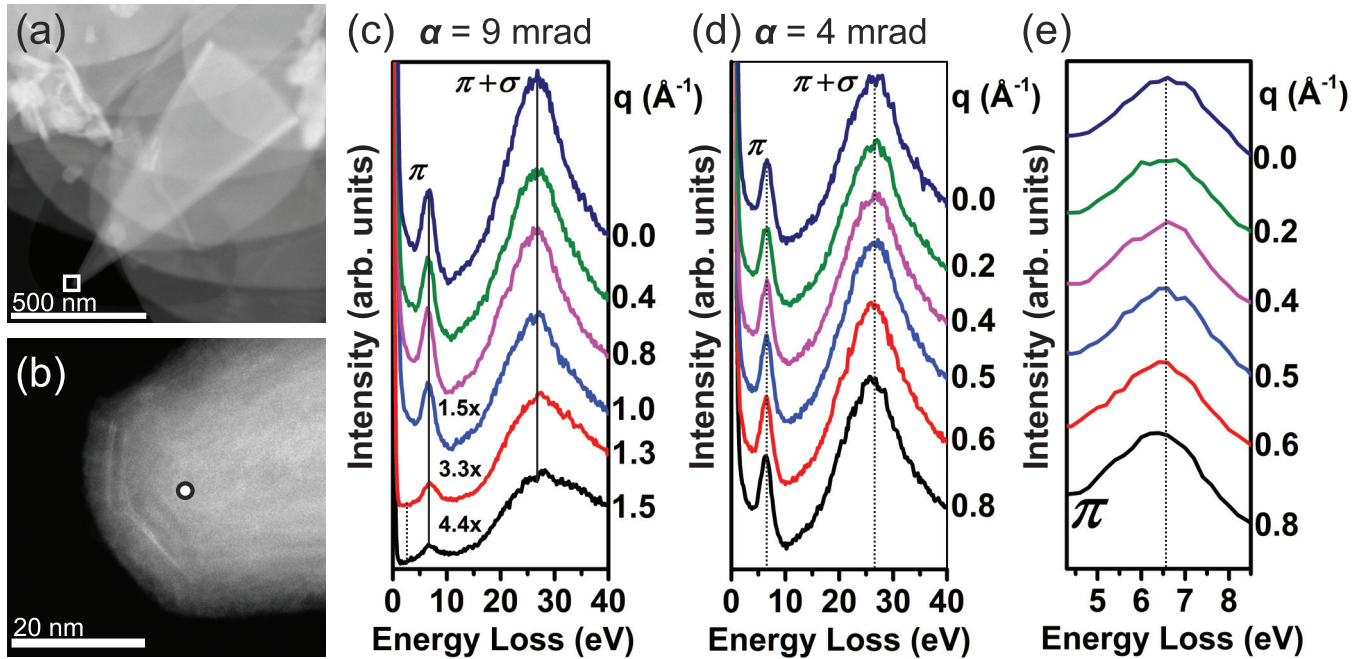 (a)
500 nm
(b)
20 nm
(c) α = 9 mrad
π+σ
π
q (Å⁻¹)
0.0
0.4
0.8
1.0
1.3
1.5
1.5x
3.3x
4.4x
Intensity (arb. units)
0 10 20 30 40
Energy Loss (eV)
(d) α = 4 mrad
π+σ
π
q (Å⁻¹)
0.0
0.2
0.4
0.5
0.6
0.8
Intensity (arb. units)
0 10 20 30 40
Energy Loss (eV)
(e)
q (Å⁻¹)
0.0
0.2
0.4
0.5
0.6
0.8
π
Intensity (arb. units)
5 6 7 8
Energy Loss (eV)